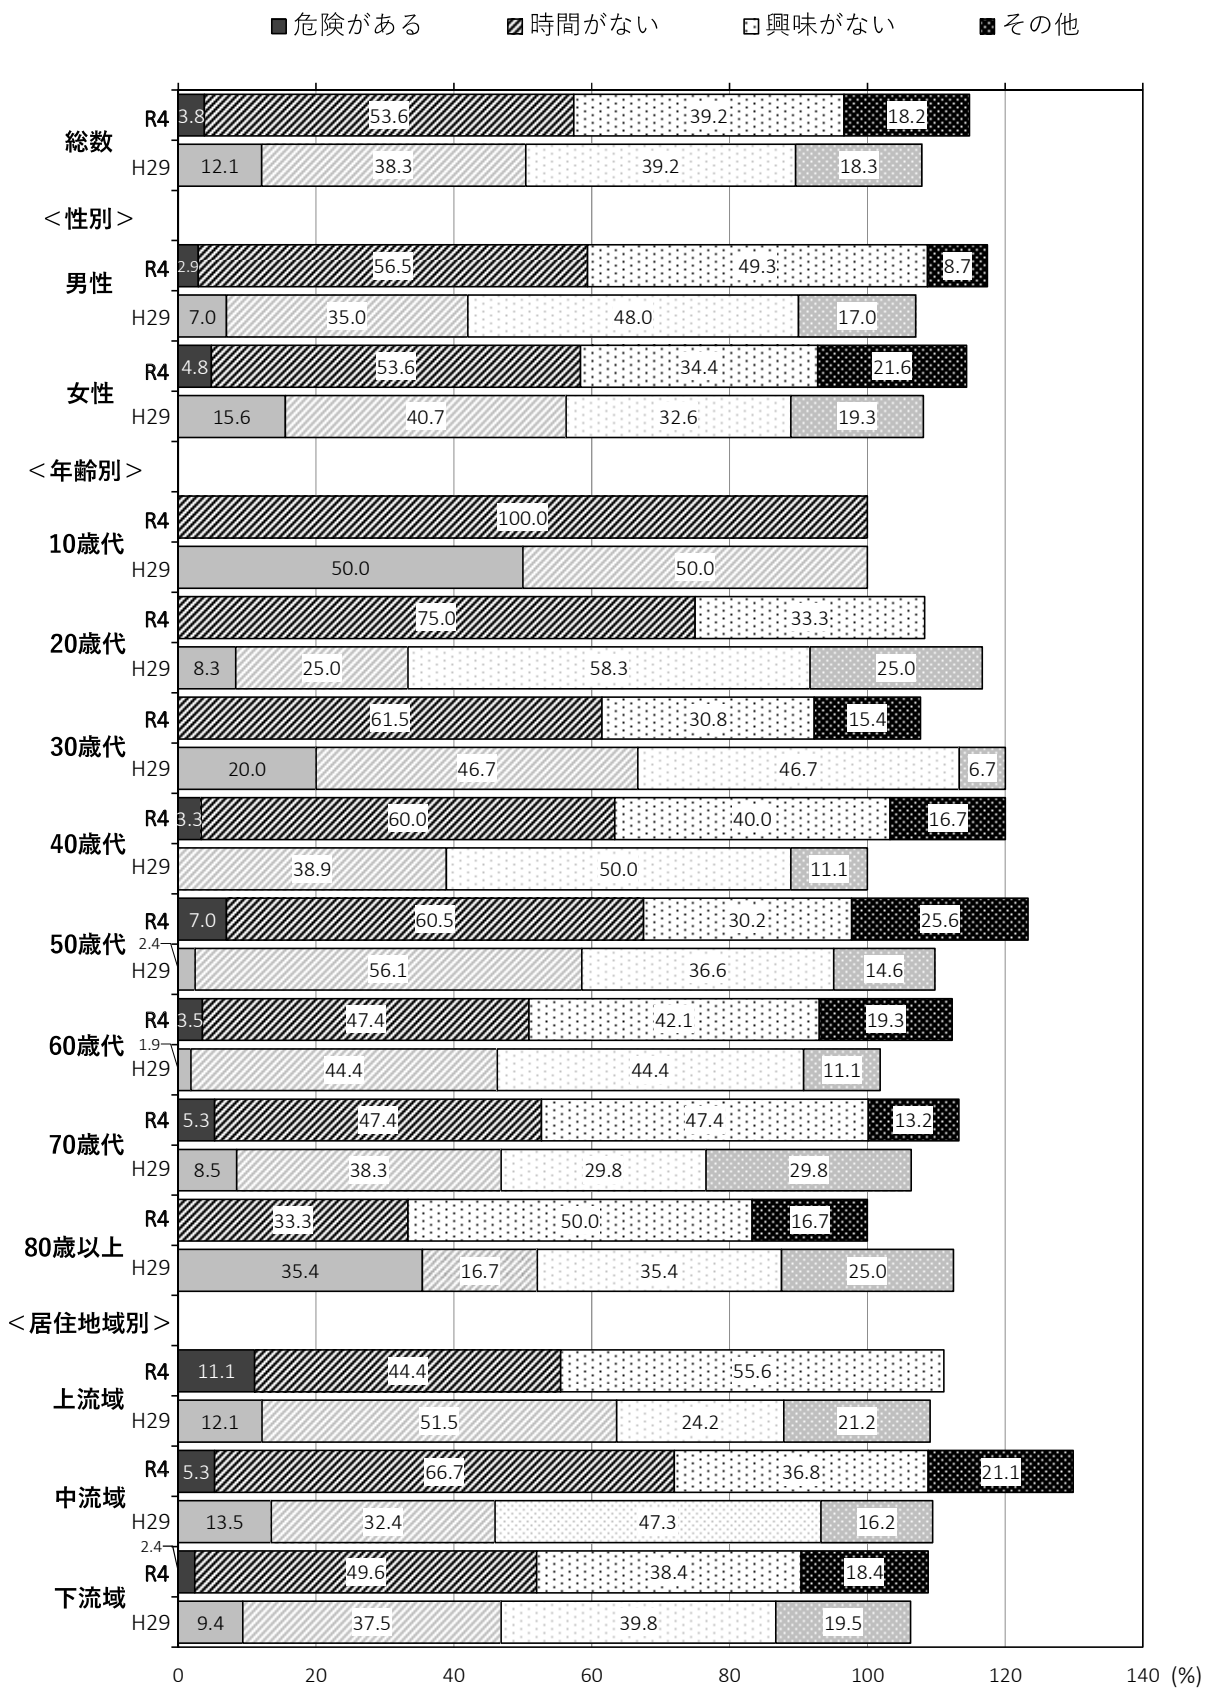 危険がある 時間がない 興味がない その他
総数
R4 3.8 53.6 39.2 18.2
H29 12.1 38.3 39.2 18.3
＜性別＞
男性
R4 2.9 56.5 49.3 8.7
H29 7.0 35.0 48.0 17.0
女性
R4 4.8 53.6 34.4 21.6
H29 15.6 40.7 32.6 19.3
＜年齢別＞
10歳代
R4 100.0
H29 50.0 50.0
20歳代
R4 75.0 33.3
H29 8.3 25.0 58.3 25.0
30歳代
R4 61.5 30.8 15.4
H29 20.0 46.7 46.7 6.7
40歳代
R4 3.3 60.0 40.0 16.7
H29 38.9 50.0 11.1
50歳代
R4 7.0 60.5 30.2 25.6
H29 2.4 56.1 36.6 14.6
60歳代
R4 3.5 47.4 42.1 19.3
H29 1.9 44.4 44.4 11.1
70歳代
R4 5.3 47.4 47.4 13.2
H29 8.5 38.3 29.8 29.8
80歳以上
R4 33.3 50.0 16.7
H29 35.4 16.7 35.4 25.0
＜居住地域別＞
上流域
R4 11.1 44.4 55.6
H29 12.1 51.5 24.2 21.2
中流域
R4 5.3 66.7 36.8 21.1
H29 13.5 32.4 47.3 16.2
下流域
R4 2.4 49.6 38.4 18.4
H29 9.4 37.5 39.8 19.5
0 20 40 60 80 100 120 140 (%)